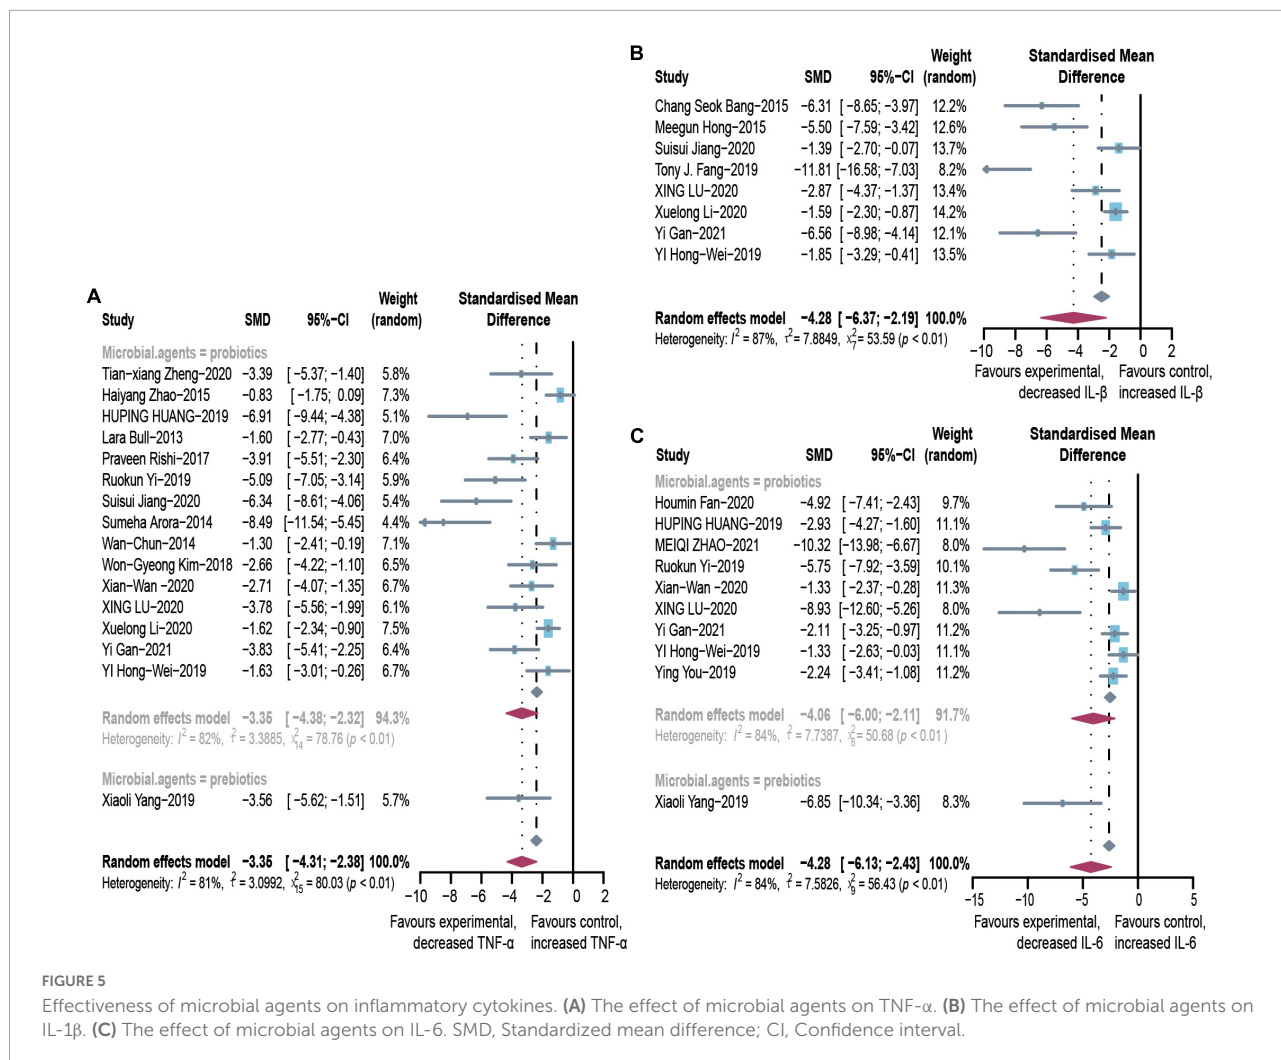 B
Weight Standardised Mean
Study SMD 95%−CI (random) Difference
Chang Seok Bang−2015 −6.31 [ −8.65; −3.97] 12.2%
Meegun Hong−2015 −5.50 [ −7.59; −3.42] 12.6%
Suisui Jiang−2020 −1.39 [ −2.70; −0.07] 13.7%
Tony J. Fang−2019 −11.81 [ −16.58; −7.03] 8.2%
XING LU−2020 −2.87 [ −4.37; −1.37] 13.4%
Xuelong Li−2020 −1.59 [ −2.30; −0.87] 14.2%
Yi Gan−2021 −6.56 [ −8.98; −4.14] 12.1%
YI Hong−Wei−2019 −1.85 [ −3.29; −0.41] 13.5%
Random effects model −4.28 [ −6.37; −2.19] 100.0%
Heterogeneity: I² = 87%, τ² = 7.8849, χ²₇ = 53.59 (p < 0.01)
−10 −8 −6 −4 −2 0 2
Favours experimental, Favours control,
decreased IL-β increased IL-β
A
Weight Standardised Mean
Study SMD 95%−CI (random) Difference
Microbial.agents = probiotics
Tian−xiang Zheng−2020 −3.39 [ −5.37; −1.40] 5.8%
Haiyang Zhao−2015 −0.83 [ −1.75; 0.09] 7.3%
HUPING HUANG−2019 −6.91 [ −9.44; −4.38] 5.1%
Lara Bull−2013 −1.60 [ −2.77; −0.43] 7.0%
Praveen Rishi−2017 −3.91 [ −5.51; −2.30] 6.4%
Ruokun Yi−2019 −5.09 [ −7.05; −3.14] 5.9%
Suisui Jiang−2020 −6.34 [ −8.61; −4.06] 5.4%
Sumeha Arora−2014 −8.49 [−11.54; −5.45] 4.4%
Wan−Chun−2014 −1.30 [ −2.41; −0.19] 7.1%
Won−Gyeong Kim−2018 −2.66 [ −4.22; −1.10] 6.5%
Xian−Wan −2020 −2.71 [ −4.07; −1.35] 6.7%
XING LU−2020 −3.78 [ −5.56; −1.99] 6.1%
Xuelong Li−2020 −1.62 [ −2.34; −0.90] 7.5%
Yi Gan−2021 −3.83 [ −5.41; −2.25] 6.4%
YI Hong−Wei−2019 −1.63 [ −3.01; −0.26] 6.7%
Random effects model −3.35 [ −4.38; −2.32] 94.3%
Heterogeneity: I² = 82%, τ² = 3.3885, χ²₁₄ = 78.76 (p < 0.01)
Microbial.agents = prebiotics
Xiaoli Yang−2019 −3.56 [ −5.62; −1.51] 5.7%
Random effects model −3.35 [ −4.31; −2.38] 100.0%
Heterogeneity: I² = 81%, τ² = 3.0992, χ²₁₅ = 80.03 (p < 0.01)
−10 −8 −6 −4 −2 0 2
Favours experimental, Favours control,
decreased TNF-α increased TNF-α
C
Weight Standardised Mean
Study SMD 95%−CI (random) Difference
Microbial.agents = probiotics
Houmin Fan−2020 −4.92 [ −7.41; −2.43] 9.7%
HUPING HUANG−2019 −2.93 [ −4.27; −1.60] 11.1%
MEIQI ZHAO−2021 −10.32 [ −13.98; −6.67] 8.0%
Ruokun Yi−2019 −5.75 [ −7.92; −3.59] 10.1%
Xian−Wan −2020 −1.33 [ −2.37; −0.28] 11.3%
XING LU−2020 −8.93 [ −12.60; −5.26] 8.0%
Yi Gan−2021 −2.11 [ −3.25; −0.97] 11.2%
YI Hong−Wei−2019 −1.33 [ −2.63; −0.03] 11.1%
Ying You−2019 −2.24 [ −3.41; −1.08] 11.2%
Random effects model −4.06 [ −6.00; −2.11] 91.7%
Heterogeneity: I² = 84%, τ² = 7.7387, χ²₈ = 50.68 (p < 0.01 )
Microbial.agents = prebiotics
Xiaoli Yang−2019 −6.85 [−10.34; −3.36] 8.3%
Random effects model −4.28 [ −6.13; −2.43] 100.0%
Heterogeneity: I² = 84%, τ² = 7.5826, χ²₉ = 56.43 (p < 0.01)
−15 −10 −5 0 5
Favours experimental, Favours control,
decreased IL-6 increased IL-6
FIGURE 5
Effectiveness of microbial agents on inflammatory cytokines. (A) The effect of microbial agents on TNF-α. (B) The effect of microbial agents on
IL-1β. (C) The effect of microbial agents on IL-6. SMD, Standardized mean difference; CI, Confidence interval.